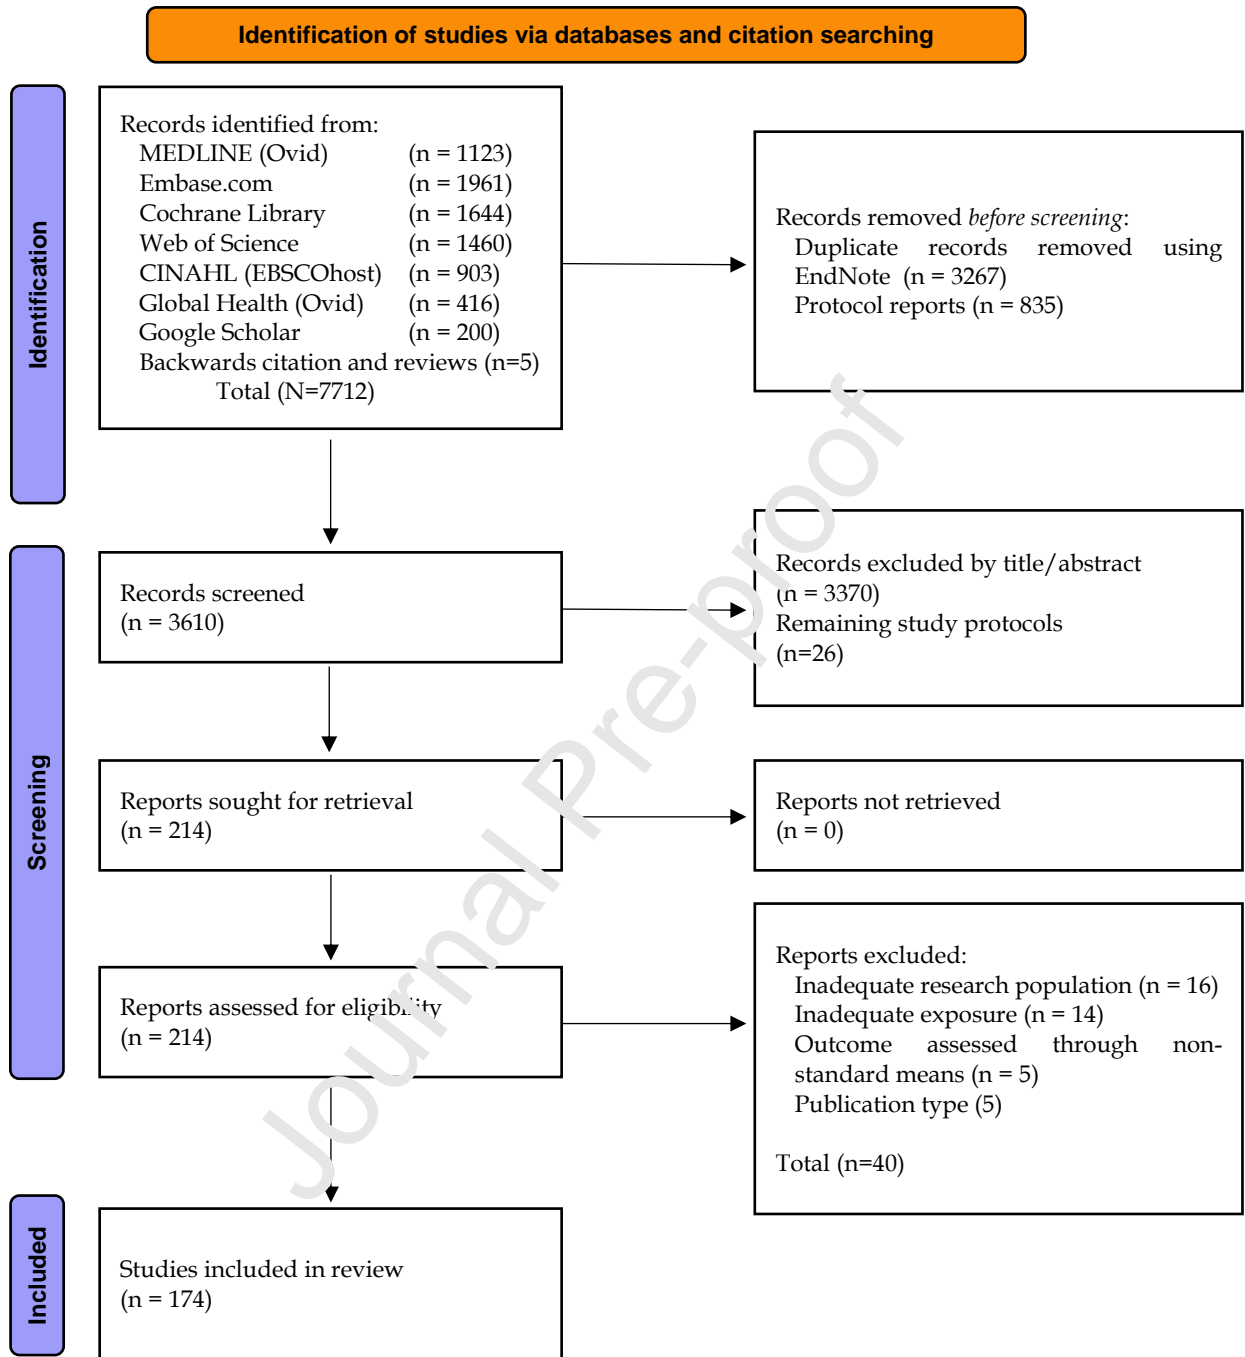 Identification of studies via databases and citation searching
Identification
Records identified from:
MEDLINE (Ovid) (n = 1123)
Embase.com (n = 1961)
Cochrane Library (n = 1644)
Web of Science (n = 1460)
CINAHL (EBSCOhost) (n = 903)
Global Health (Ovid) (n = 416)
Google Scholar (n = 200)
Backwards citation and reviews (n=5)
Total (N=7712)
Records removed before screening:
Duplicate records removed using
EndNote (n = 3267)
Protocol reports (n = 835)
Screening
Records screened
(n = 3610)
Records excluded by title/abstract
(n = 3370)
Remaining study protocols
(n=26)
Reports sought for retrieval
(n = 214)
Reports not retrieved
(n = 0)
Reports assessed for eligibility
(n = 214)
Reports excluded:
Inadequate research population (n = 16)
Inadequate exposure (n = 14)
Outcome assessed through non-
standard means (n = 5)
Publication type (5)
Total (n=40)
Included
Studies included in review
(n = 174)
Journal Pre-proof